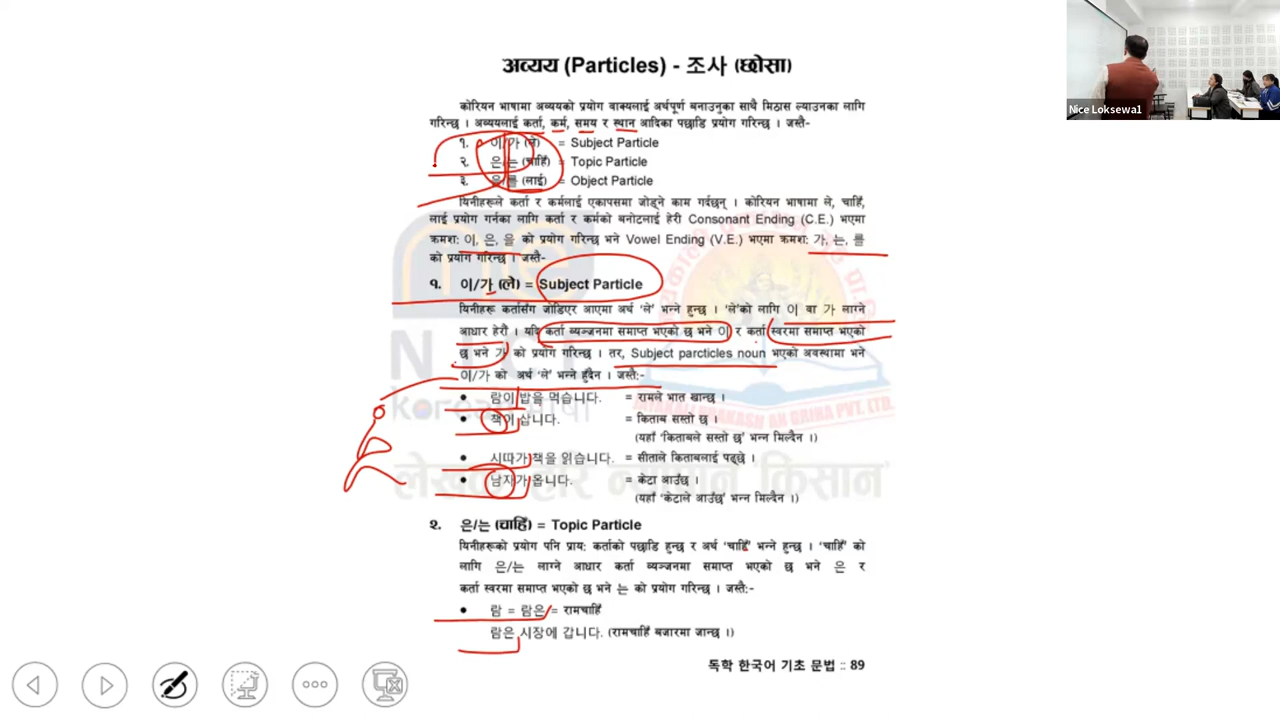 अव्यय (Particles) - 조사 (छोसा)
कोरियन भाषामा अव्ययको प्रयोग वाक्यलाई अर्थपूर्ण बनाउनुका साथै मिठास ल्याउनका लागि
गरिन्छ । अव्ययलाई कर्ता, कर्म, समय र स्थान आदिका पछाडि प्रयोग गरिन्छ । जस्तै-
१. 이/가 (ले) = Subject Particle
२. 은/는 (चाहिँ) = Topic Particle
३. 을/를 (लाई) = Object Particle
यिनीहरूले कर्ता र कर्मलाई एकापसमा जोड्ने काम गर्दछन् । कोरियन भाषामा ले, चाहिँ,
लाई प्रयोग गर्नका लागि कर्ता र कर्मको बनोटलाई हेरी Consonant Ending (C.E.) भएमा
क्रमश: 이, 은, 을 को प्रयोग गरिन्छ भने Vowel Ending (V.E.) भएमा क्रमश: 가, 는, 를
को प्रयोग गरिन्छ । जस्तै-
१. 이/가 (ले) = Subject Particle
यिनीहरू कर्तासँग जोडिएर आएमा अर्थ 'ले' भन्ने हुन्छ । 'ले'को लागि 이 वा 가 लाग्ने
आधार हेरौं । यदि कर्ता व्यञ्जनमा समाप्त भएको छ भने 이 र कर्ता स्वरमा समाप्त भएको
छ भने 가 को प्रयोग गरिन्छ । तर, Subject parcticles noun भएको अवस्थामा भने
이/가 को अर्थ 'ले' भन्ने हुँदैन । जस्तै:-
• 람이 밥을 먹습니다. = रामले भात खान्छ ।
• 책이 삽니다. = किताब सस्तो छ ।
(यहाँ 'किताबले सस्तो छ' भन्न मिल्दैन ।)
• 시따가 책을 읽습니다. = सीताले किताबलाई पढ्छे ।
• 남자가 옵니다. = केटा आउँछ ।
(यहाँ 'केटाले आउँछ' भन्न मिल्दैन ।)
२. 은/는 (चाहिँ) = Topic Particle
यिनीहरूको प्रयोग पनि प्राय: कर्ताको पछाडि हुन्छ र अर्थ 'चाहिँ' भन्ने हुन्छ । 'चाहिँ' को
लागि 은/는 लाग्ने आधार कर्ता व्यञ्जनमा समाप्त भएको छ भने 은 र
कर्ता स्वरमा समाप्त भएको छ भने 는 को प्रयोग गरिन्छ । जस्तै:-
• 람 = 람은 = रामचाहिँ
람은 시장에 갑니다. (रामचाहिँ बजारमा जान्छ ।)
독학 한국어 기초 문법 :: 89
Nice Loksewa1